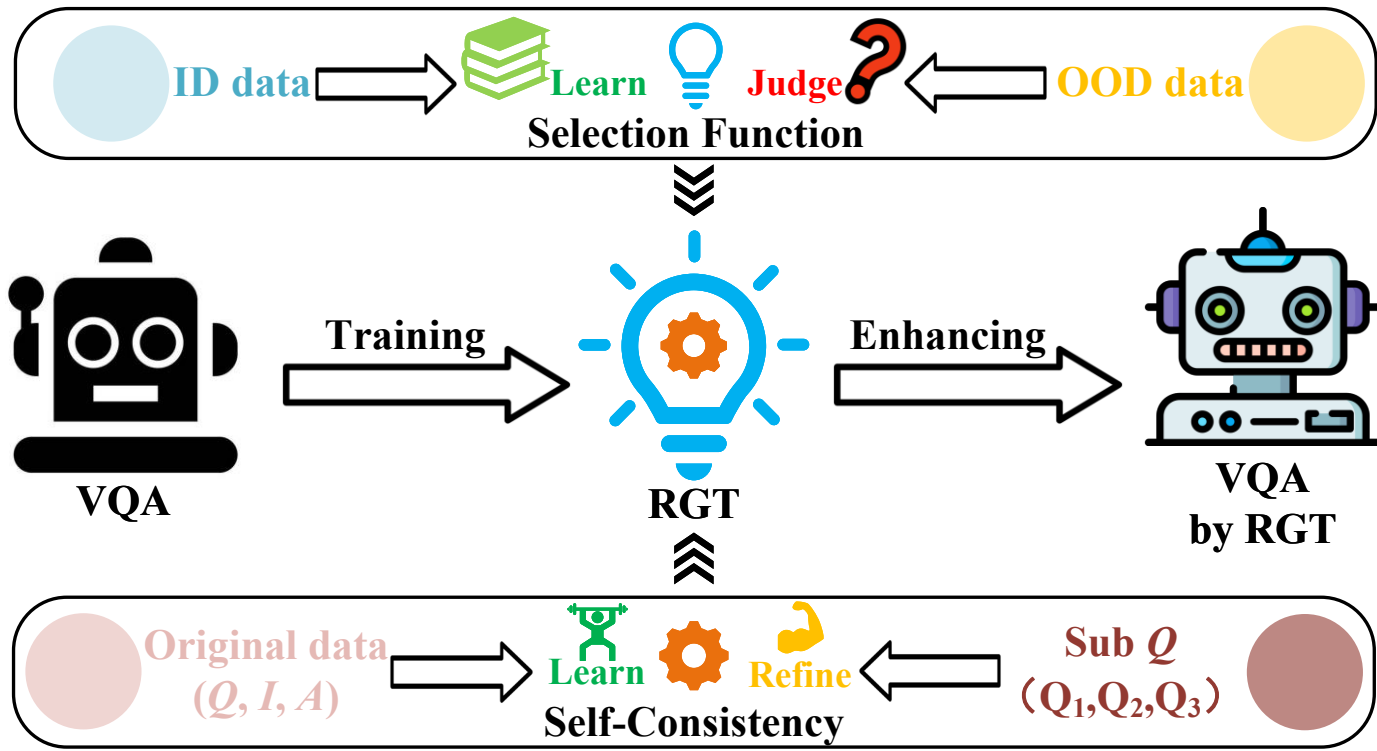 ID data
Learn
Judge
OOD data
Selection Function
Training
Enhancing
VQA
RGT
VQA
by RGT
Original data
(Q, I, A)
Learn
Refine
Sub Q
（Q₁,Q₂,Q₃）
Self-Consistency